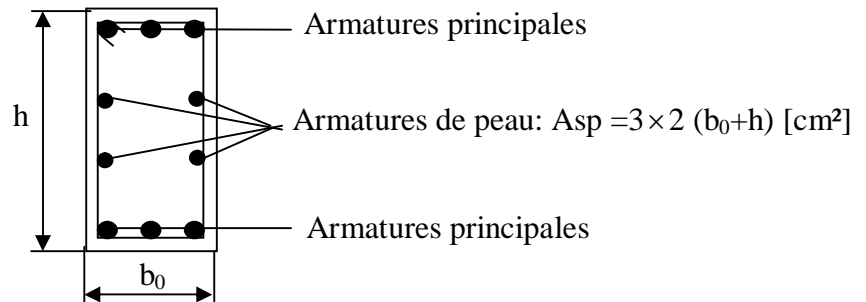 Armatures principales
h
Armatures de peau: Asp =3×2 (b₀+h) [cm²]
Armatures principales
b₀